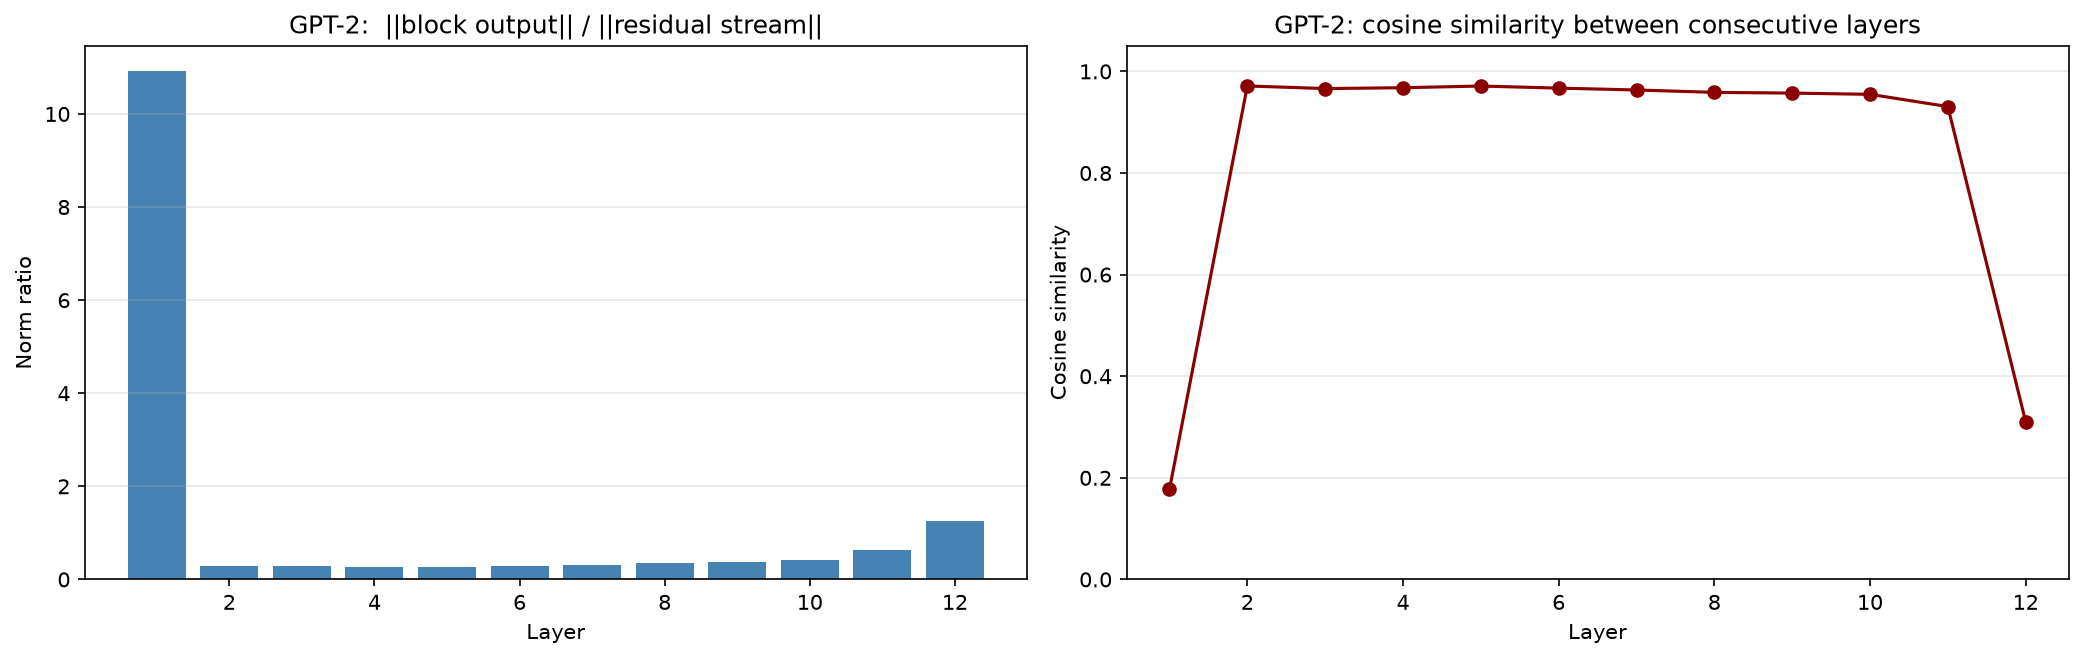 GPT-2:  ||block output|| / ||residual stream||
Norm ratio
10
8
6
4
2
0
2 4 6 8 10 12
Layer
GPT-2: cosine similarity between consecutive layers
Cosine similarity
1.0
0.8
0.6
0.4
0.2
0.0
2 4 6 8 10 12
Layer